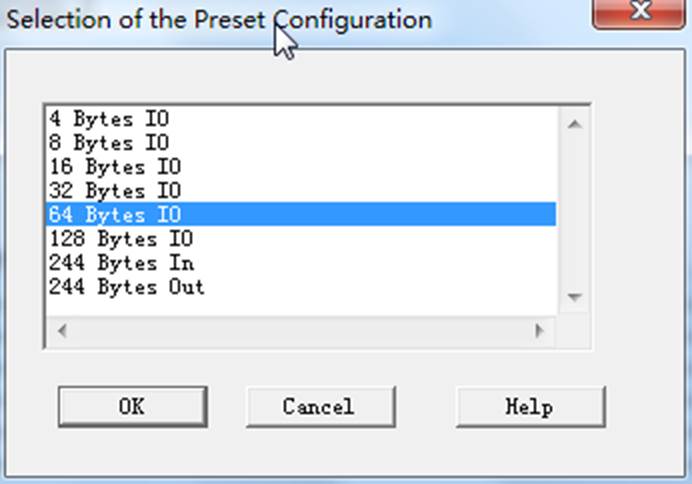 Selection of the Preset Configuration
4 Bytes IO
8 Bytes IO
16 Bytes IO
32 Bytes IO
64 Bytes IO
128 Bytes IO
244 Bytes In
244 Bytes Out
OK
Cancel
Help